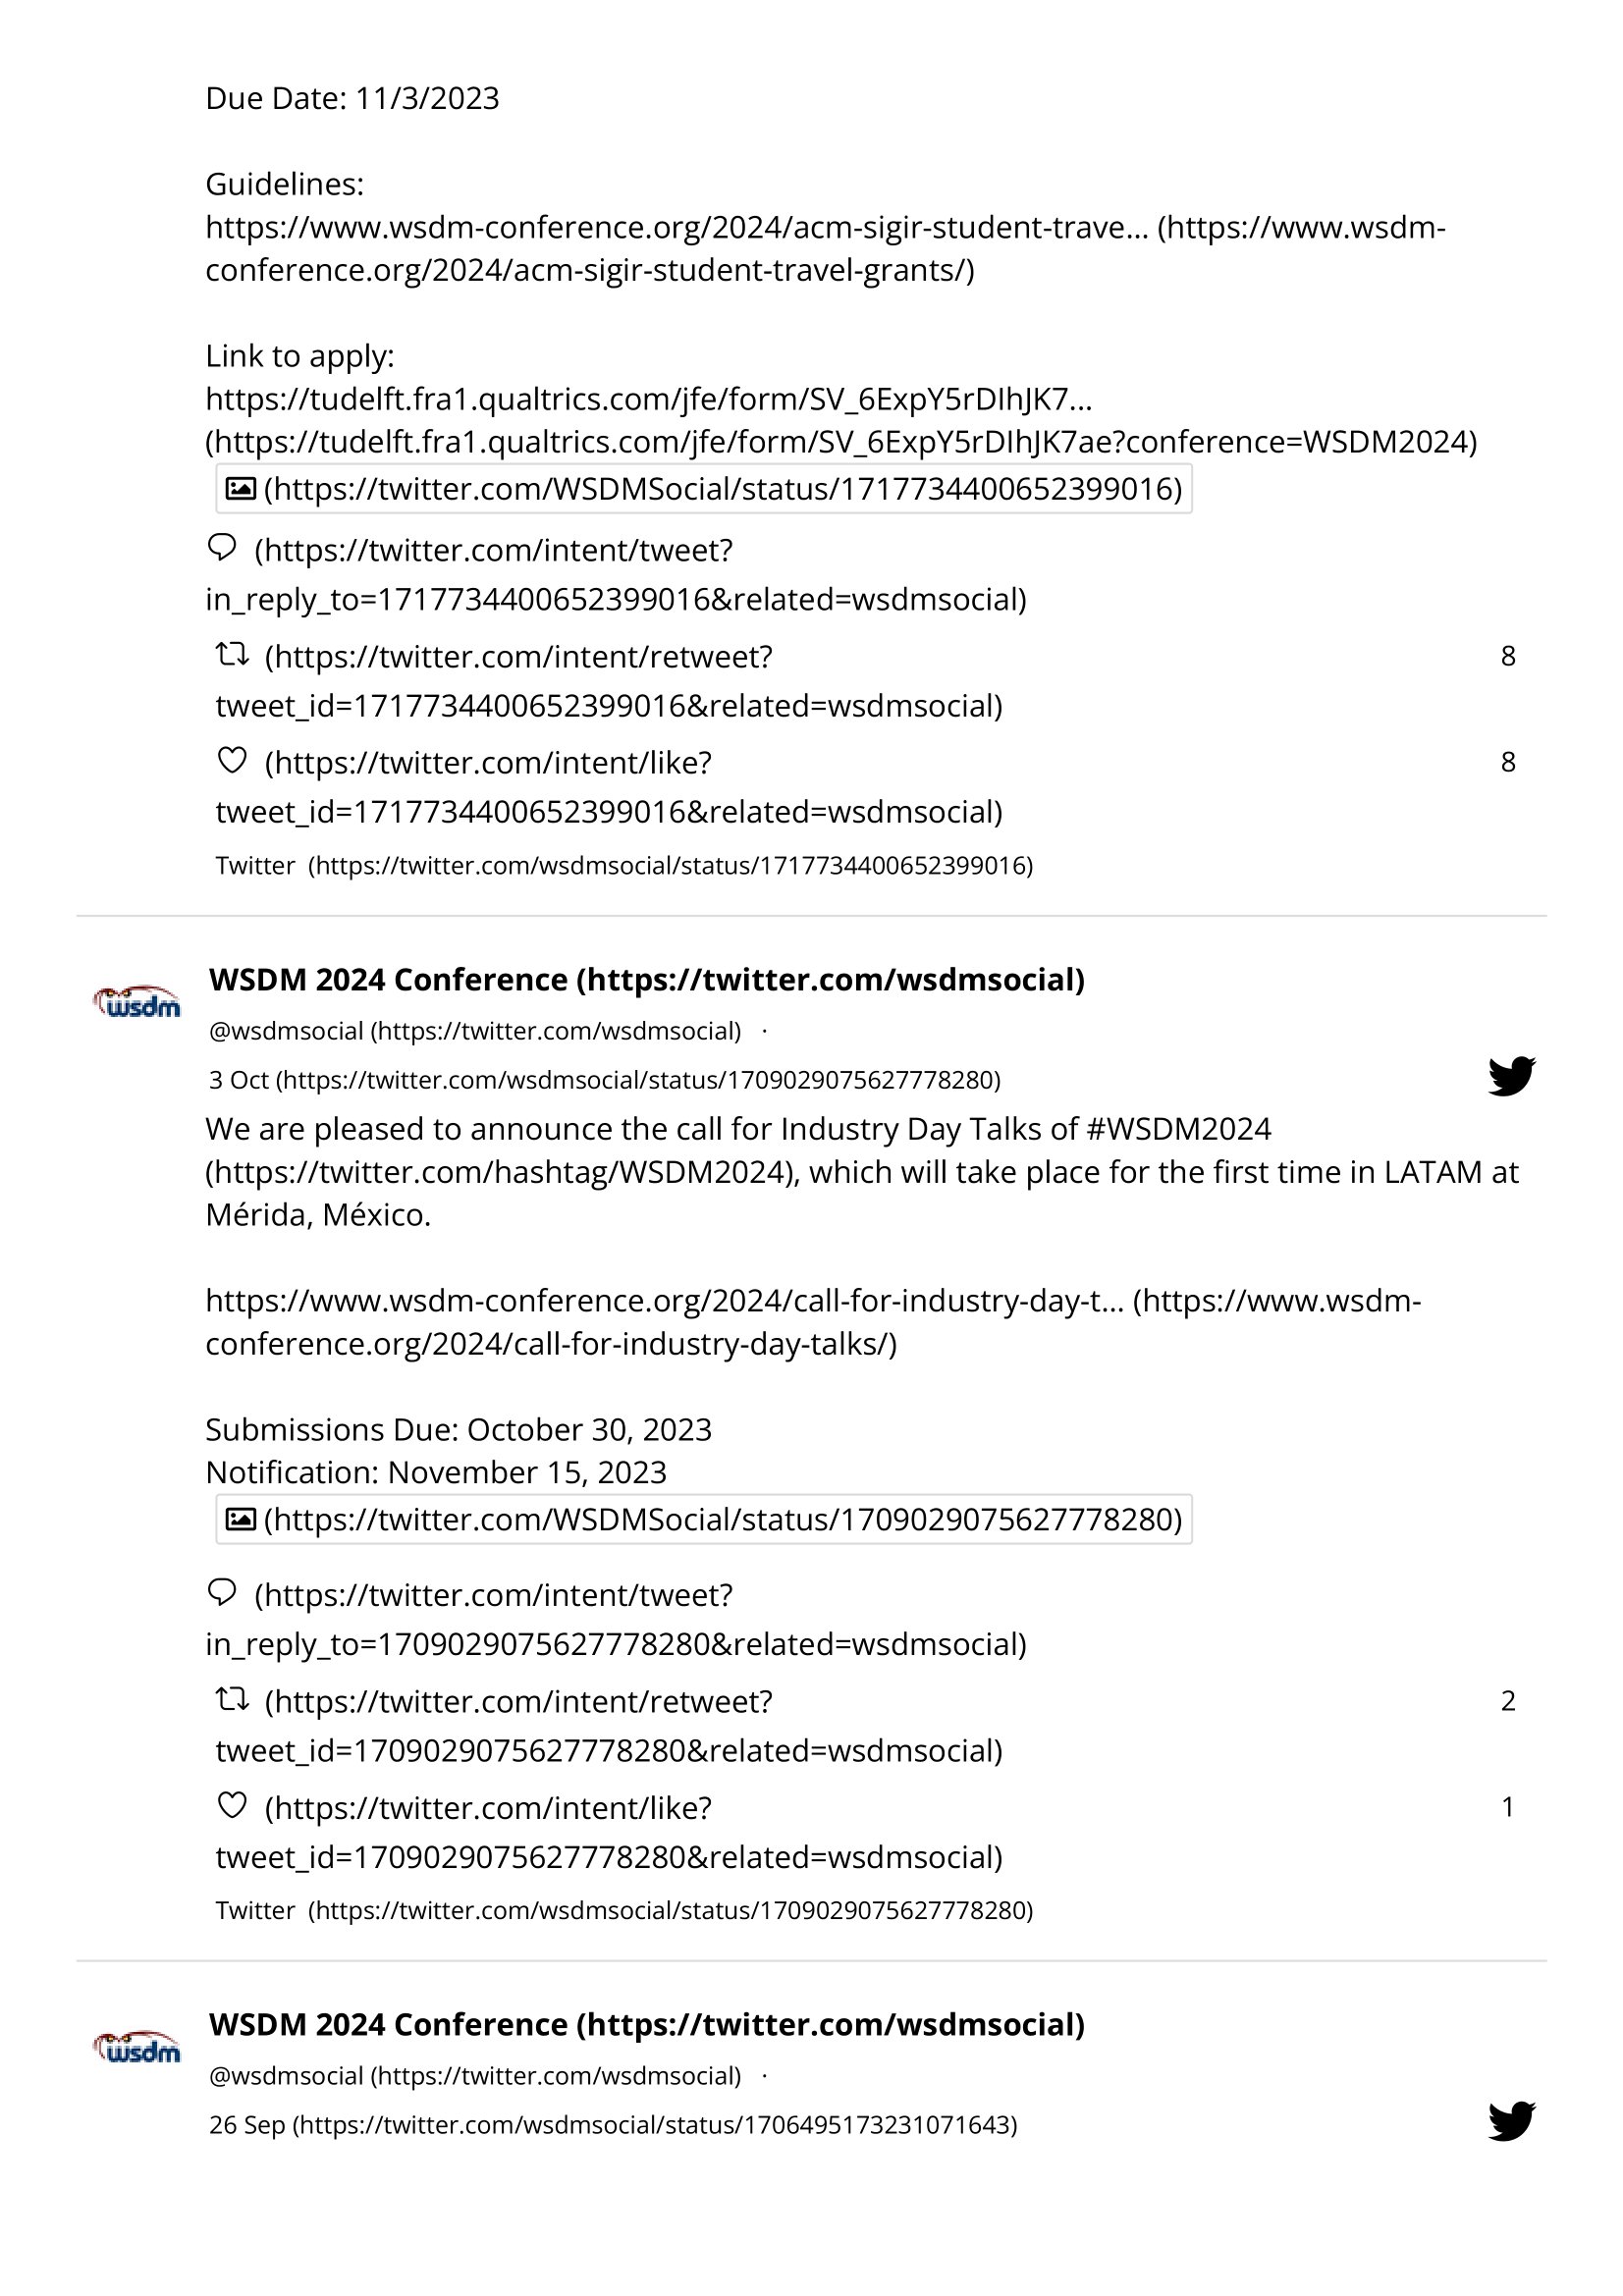 Due Date: 11/3/2023
Guidelines:
https://www.wsdm-conference.org/2024/acm-sigir-student-trave… (https://www.wsdm-
conference.org/2024/acm-sigir-student-travel-grants/)
Link to apply:
https://tudelft.fra1.qualtrics.com/jfe/form/SV_6ExpY5rDIhJK7…
(https://tudelft.fra1.qualtrics.com/jfe/form/SV_6ExpY5rDIhJK7ae?conference=WSDM2024)
(https://twitter.com/WSDMSocial/status/1717734400652399016)
(https://twitter.com/intent/tweet?
in_reply_to=1717734400652399016&related=wsdmsocial)
(https://twitter.com/intent/retweet? 8
tweet_id=1717734400652399016&related=wsdmsocial)
(https://twitter.com/intent/like? 8
tweet_id=1717734400652399016&related=wsdmsocial)
Twitter (https://twitter.com/wsdmsocial/status/1717734400652399016)
wsdm
WSDM 2024 Conference (https://twitter.com/wsdmsocial)
@wsdmsocial (https://twitter.com/wsdmsocial) ·
3 Oct (https://twitter.com/wsdmsocial/status/1709029075627778280)
We are pleased to announce the call for Industry Day Talks of #WSDM2024
(https://twitter.com/hashtag/WSDM2024), which will take place for the first time in LATAM at
Mérida, México.
https://www.wsdm-conference.org/2024/call-for-industry-day-t… (https://www.wsdm-
conference.org/2024/call-for-industry-day-talks/)
Submissions Due: October 30, 2023
Notification: November 15, 2023
(https://twitter.com/WSDMSocial/status/1709029075627778280)
(https://twitter.com/intent/tweet?
in_reply_to=1709029075627778280&related=wsdmsocial)
(https://twitter.com/intent/retweet? 2
tweet_id=1709029075627778280&related=wsdmsocial)
(https://twitter.com/intent/like? 1
tweet_id=1709029075627778280&related=wsdmsocial)
Twitter (https://twitter.com/wsdmsocial/status/1709029075627778280)
wsdm
WSDM 2024 Conference (https://twitter.com/wsdmsocial)
@wsdmsocial (https://twitter.com/wsdmsocial) ·
26 Sep (https://twitter.com/wsdmsocial/status/1706495173231071643)